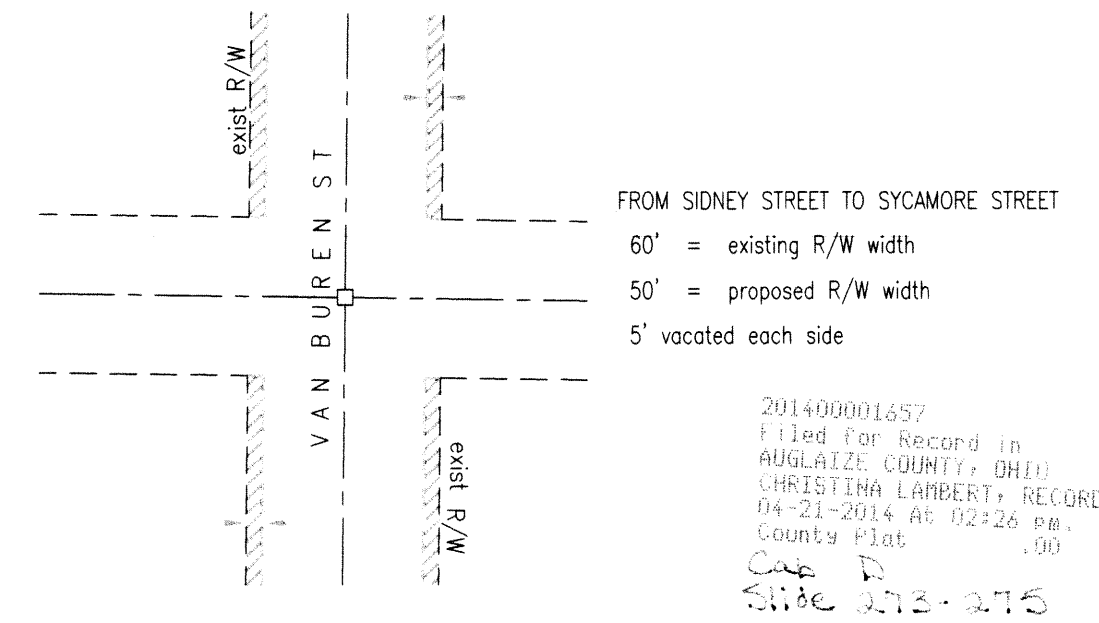 exist R/W
VAN BUREN ST
exist R/W
FROM SIDNEY STREET TO SYCAMORE STREET
60' = existing R/W width
50' = proposed R/W width
5' vacated each side
201400001657
Filed for Record in
AUGLAIZE COUNTY, OHIO
CHRISTINA LAMBERT, RECORD
04-21-2014 At 02:26 pm.
County Plat .00
Cab D
Slide 273-275